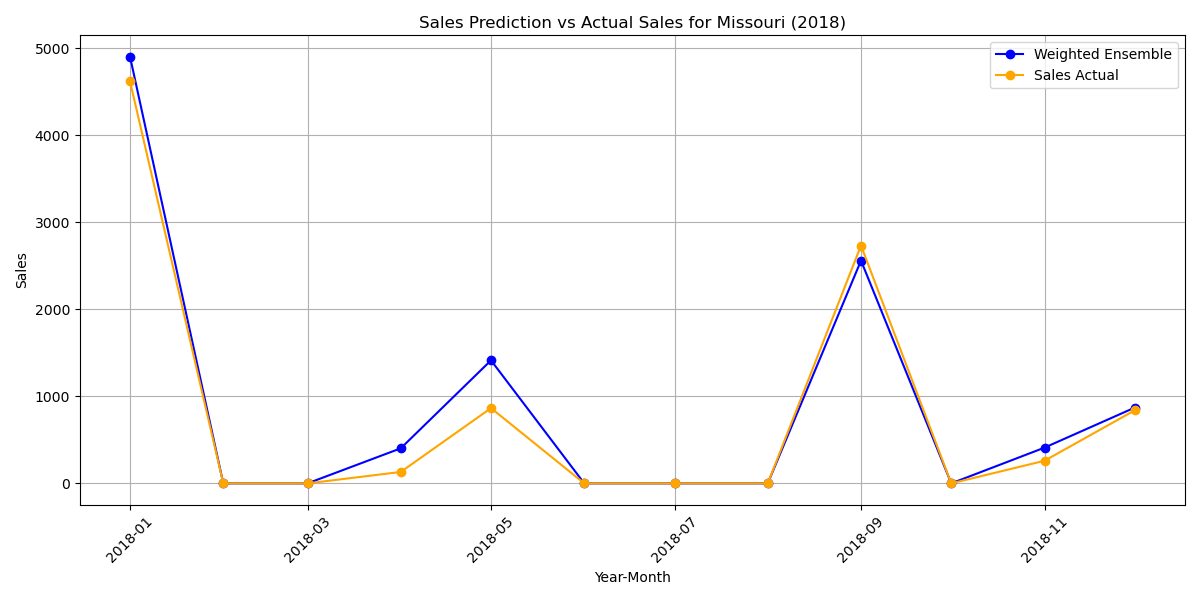 Sales Prediction vs Actual Sales for Missouri (2018)
Weighted Ensemble
Sales Actual
Sales
5000
4000
3000
2000
1000
0
2018-01
2018-03
2018-05
2018-07
2018-09
2018-11
Year-Month